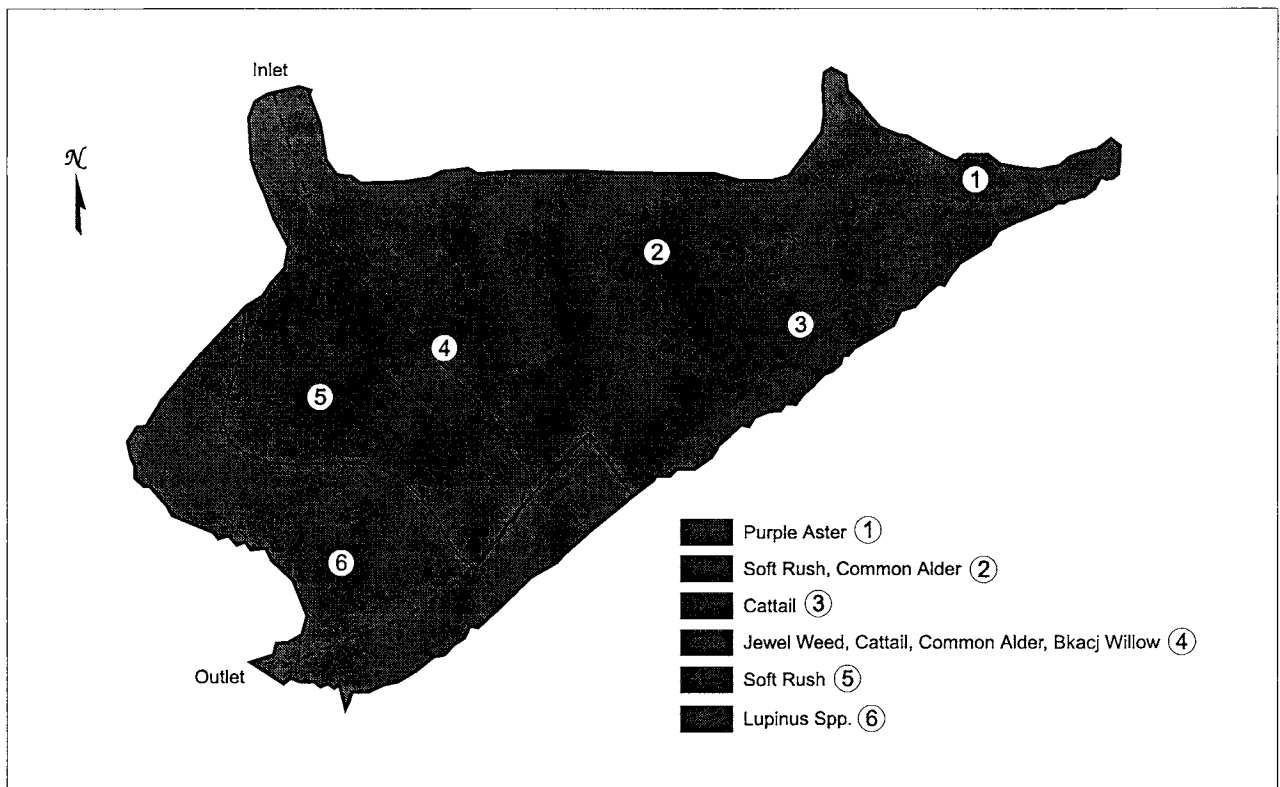 Inlet
N
1
2
3
4
5
6
Outlet
Purple Aster 1
Soft Rush, Common Alder 2
Cattail 3
Jewel Weed, Cattail, Common Alder, Bkacj Willow 4
Soft Rush 5
Lupinus Spp. 6